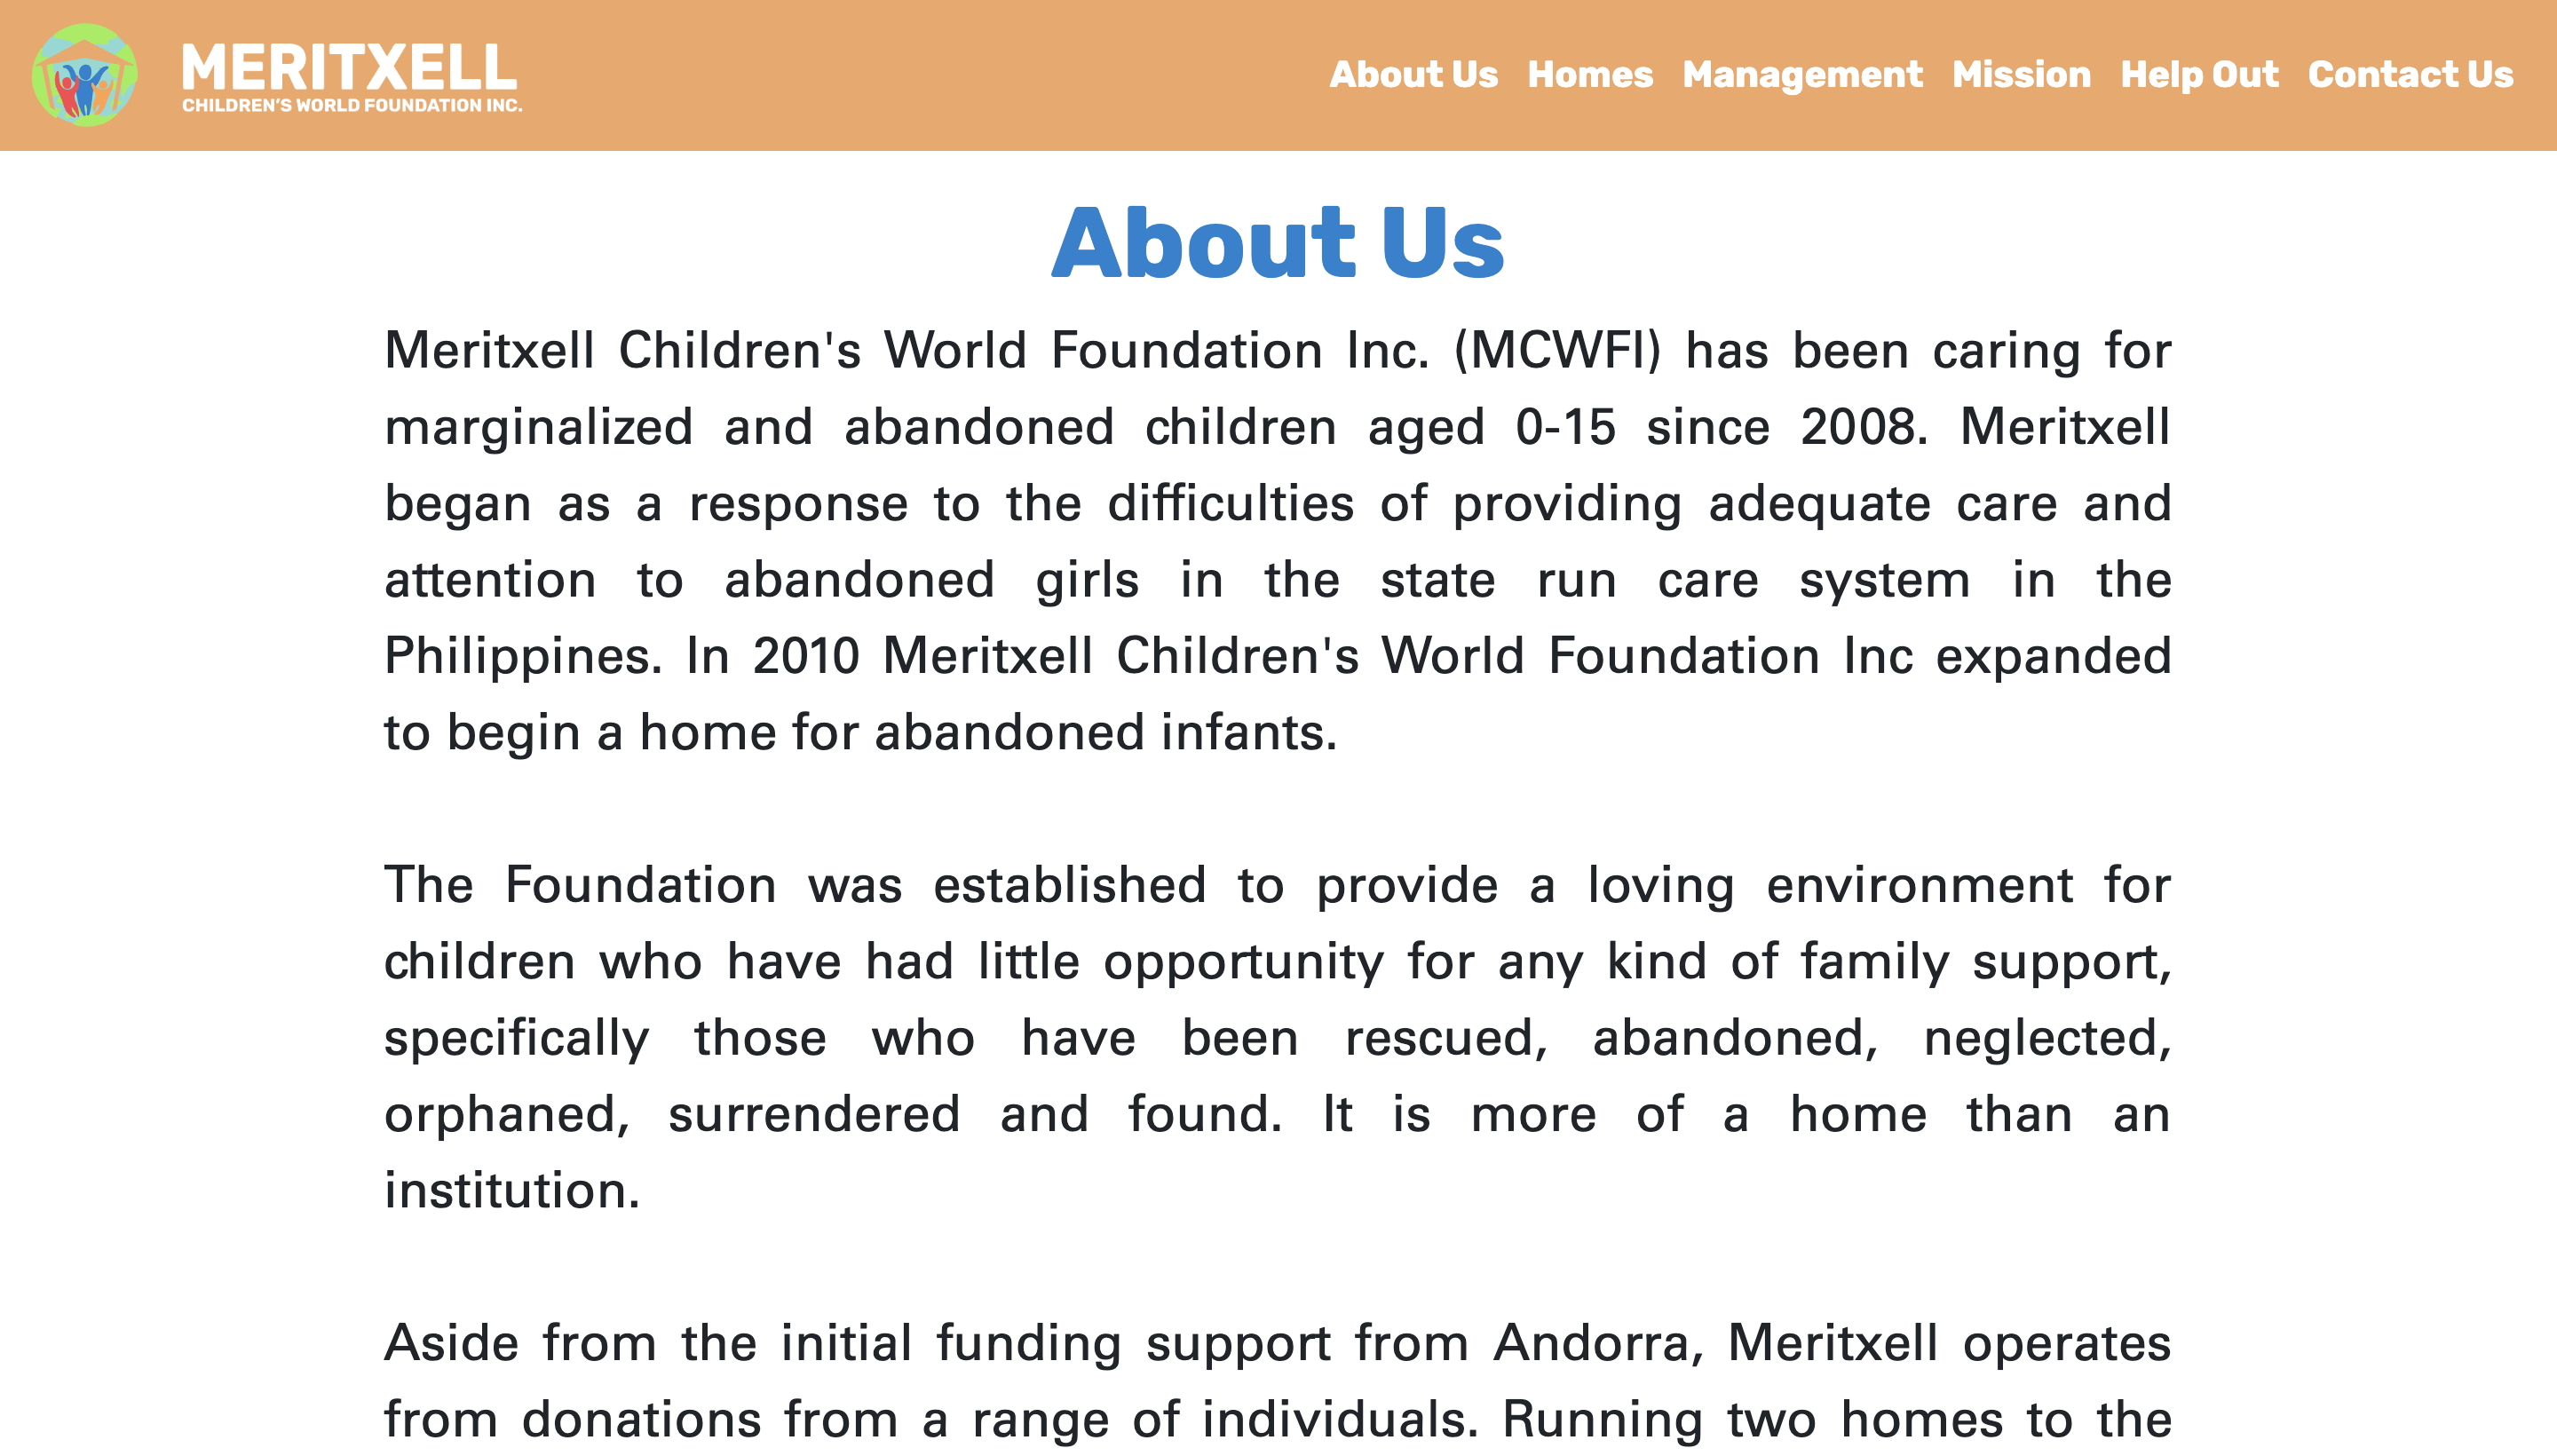 MERITXELL
CHILDREN'S WORLD FOUNDATION INC.
About Us Homes Management Mission Help Out Contact Us
About Us
Meritxell Children's World Foundation Inc. (MCWFI) has been caring for
marginalized and abandoned children aged 0-15 since 2008. Meritxell
began as a response to the difficulties of providing adequate care and
attention to abandoned girls in the state run care system in the
Philippines. In 2010 Meritxell Children's World Foundation Inc expanded
to begin a home for abandoned infants.
The Foundation was established to provide a loving environment for
children who have had little opportunity for any kind of family support,
specifically those who have been rescued, abandoned, neglected,
orphaned, surrendered and found. It is more of a home than an
institution.
Aside from the initial funding support from Andorra, Meritxell operates
from donations from a range of individuals. Running two homes to the